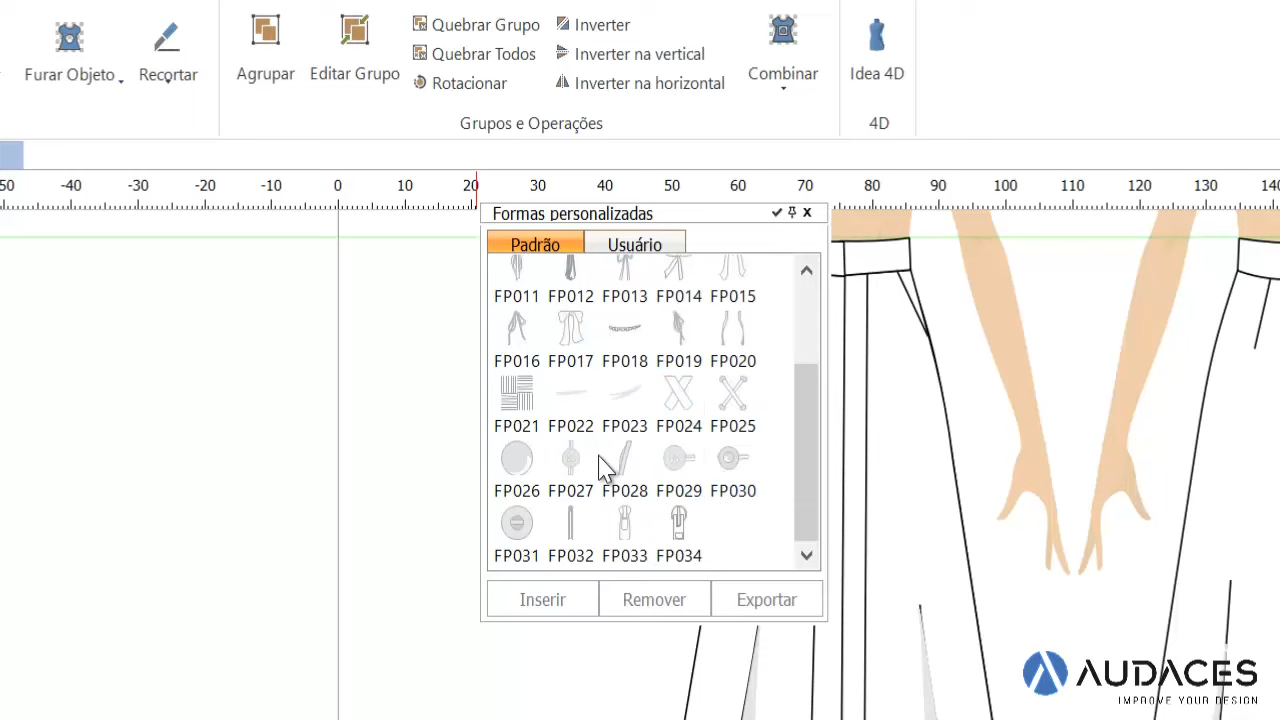 Furar Objeto
Recortar
Agrupar
Editar Grupo
Quebrar Grupo
Quebrar Todos
Rotacionar
Inverter
Inverter na vertical
Inverter na horizontal
Combinar
Idea 4D
Grupos e Operações
4D
50 -40 -30 -20 -10 0 10 20 30 40 50 60 70 80 90 100 110 120 130 140
Formas personalizadas
Padrão Usuário
FP011 FP012 FP013 FP014 FP015
FP016 FP017 FP018 FP019 FP020
FP021 FP022 FP023 FP024 FP025
FP026 FP027 FP028 FP029 FP030
FP031 FP032 FP033 FP034
Inserir Remover Exportar
AUDACES
IMPROVE YOUR DESIGN